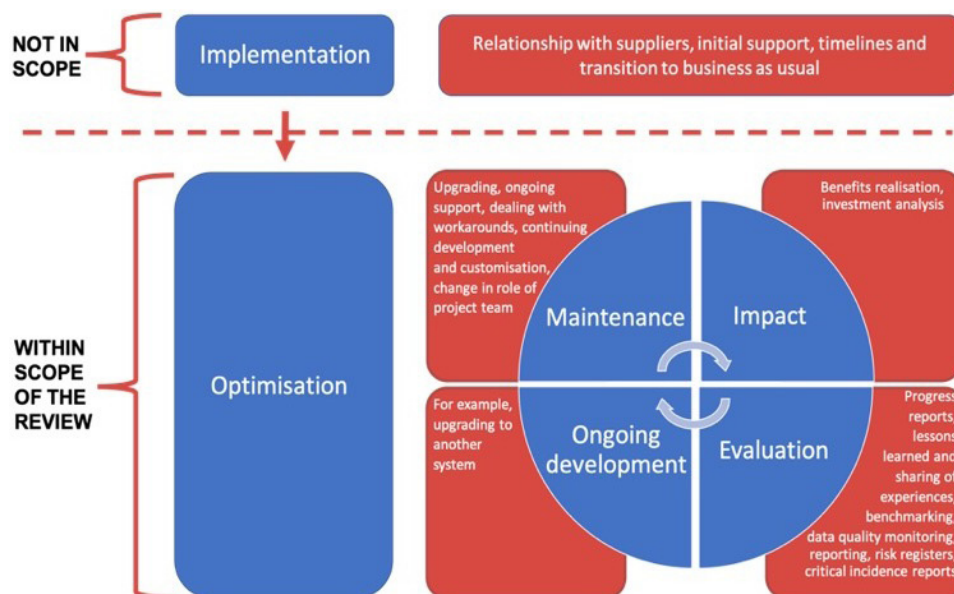 NOT IN
SCOPE
Implementation
Relationship with suppliers, initial support, timelines and
transition to business as usual
WITHIN
SCOPE
OF THE
REVIEW
Optimisation
Upgrading, ongoing
support, dealing with
workarounds, continuing
development
and customisation,
change in role of
project team
Maintenance
Benefits realisation,
investment analysis
Impact
For example,
upgrading to
another
system
Ongoing
development
Evaluation
Progress
reports,
lessons
learned and
sharing of
experiences,
benchmarking,
data quality monitoring,
reporting, risk registers,
critical incidence reports